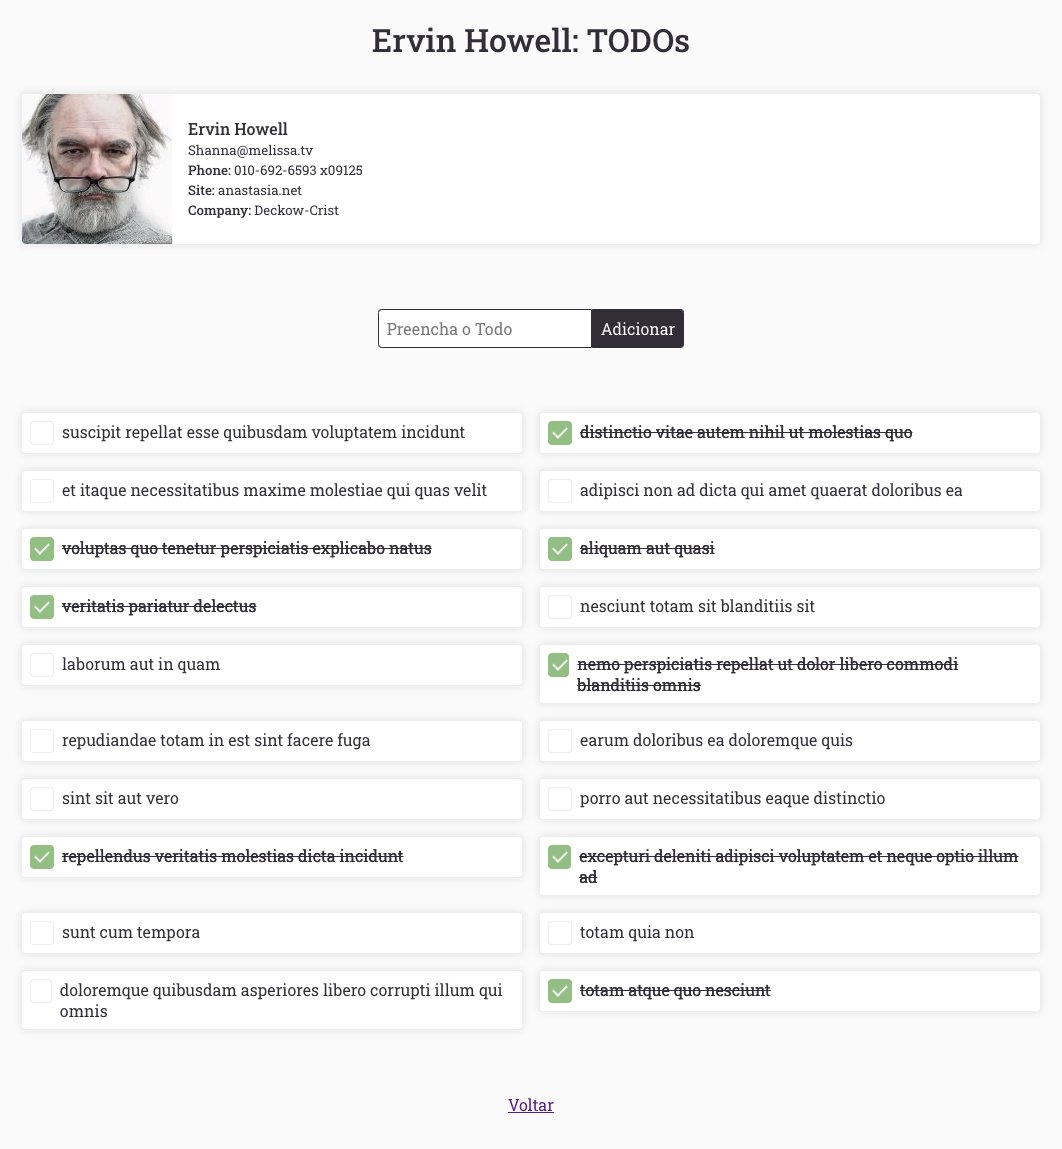 Ervin Howell: TODOs
Ervin Howell
Shanna@melissa.tv
Phone: 010-692-6593 x09125
Site: anastasia.net
Company: Deckow-Crist
Preencha o Todo
Adicionar
suscipit repellat esse quibusdam voluptatem incidunt
distinctio vitae autem nihil ut molestias quo
et itaque necessitatibus maxime molestiae qui quas velit
adipisci non ad dicta qui amet quaerat doloribus ea
voluptas quo tenetur perspiciatis explicabo natus
aliquam aut quasi
veritatis pariatur delectus
nesciunt totam sit blanditiis sit
laborum aut in quam
nemo perspiciatis repellat ut dolor libero commodi
blanditiis omnis
repudiandae totam in est sint facere fuga
earum doloribus ea doloremque quis
sint sit aut vero
porro aut necessitatibus eaque distinctio
repellendus veritatis molestias dicta incidunt
excepturi deleniti adipisci voluptatem et neque optio illum
ad
sunt cum tempora
totam quia non
doloremque quibusdam asperiores libero corrupti illum qui
omnis
totam atque quo nesciunt
Voltar